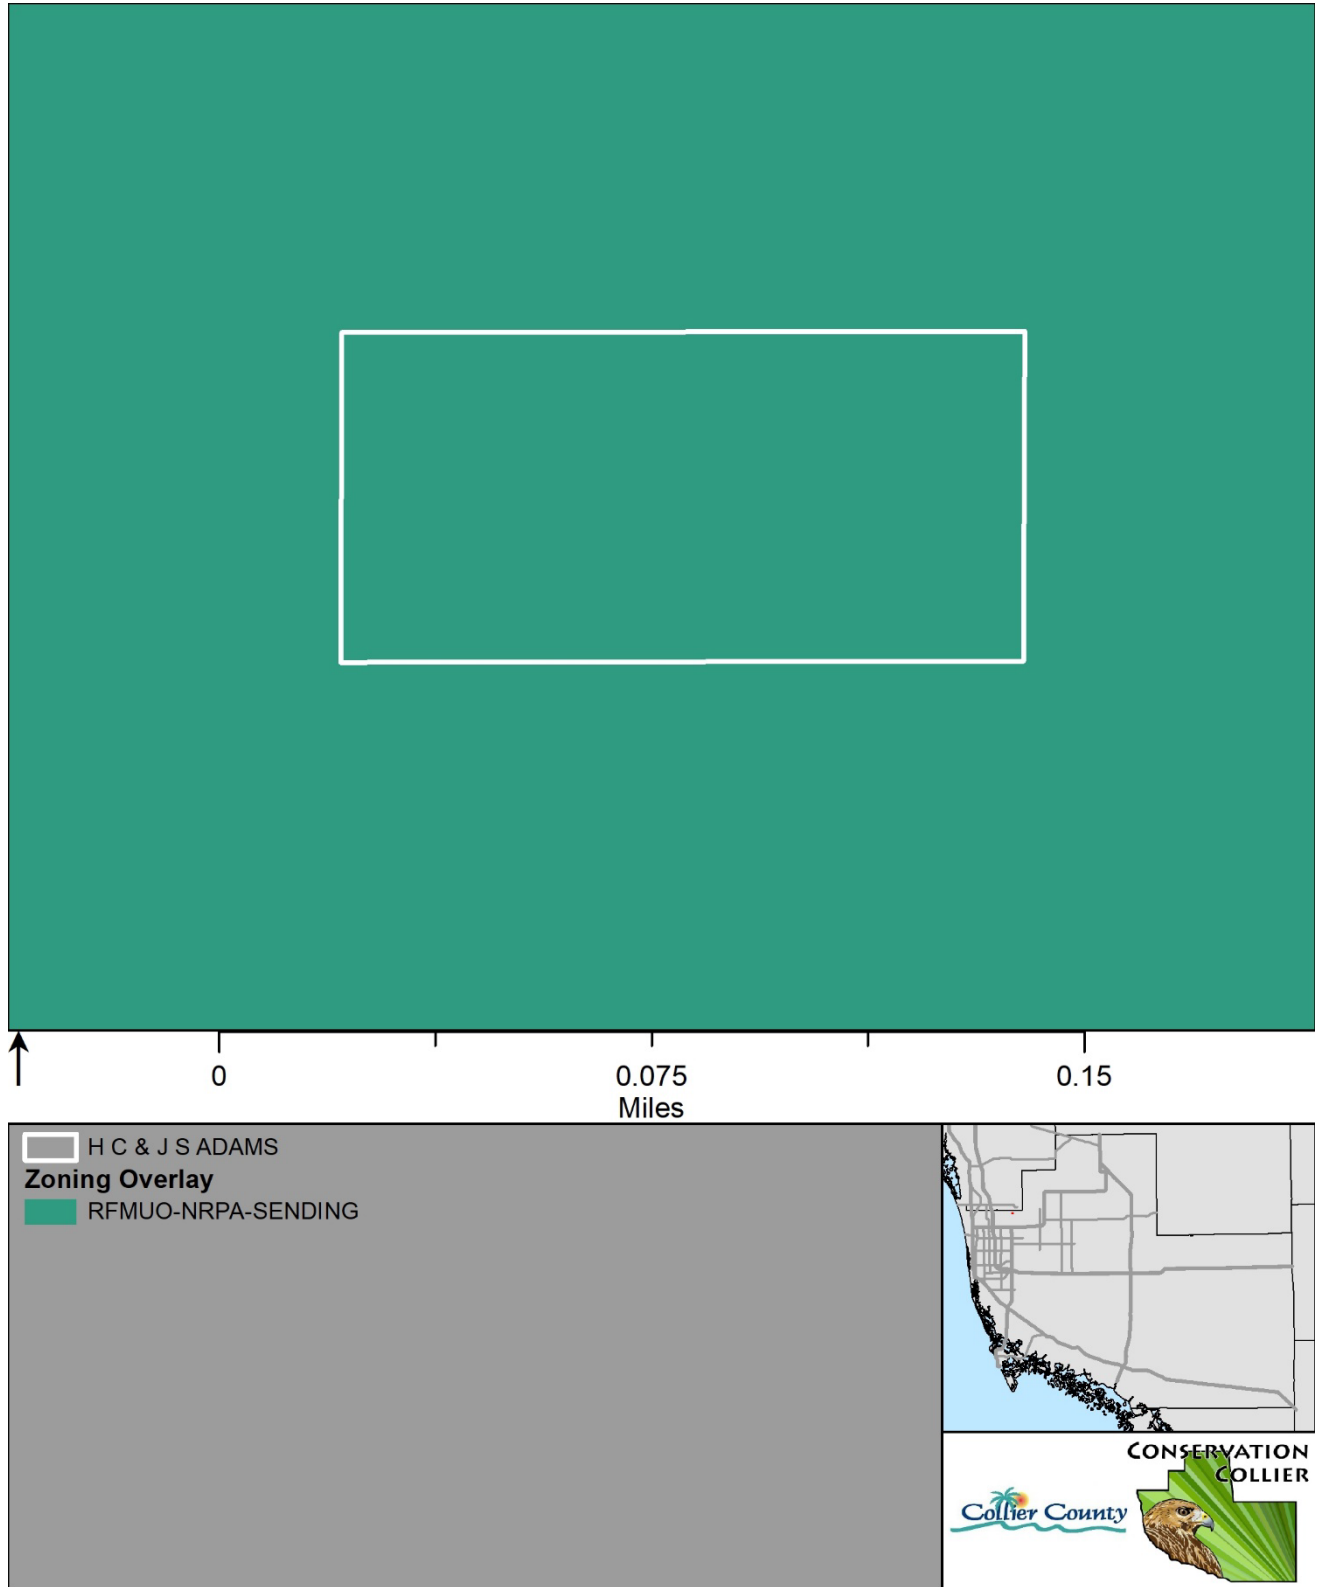 0 0.075 0.15
Miles
H C & J S ADAMS
Zoning Overlay
RFMUO-NRPA-SENDING
CONSERVATION
COLLIER
Collier County